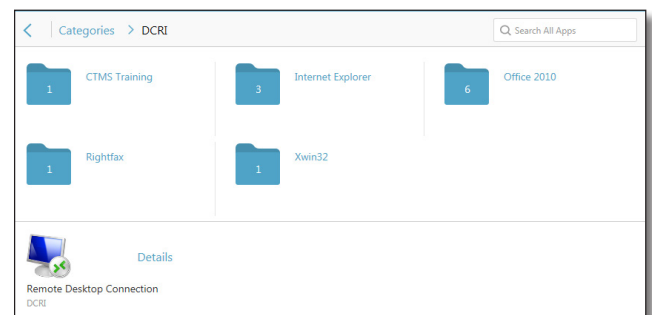 Categories > DCRI
Search All Apps
1 CTMS Training
3 Internet Explorer
6 Office 2010
1 Rightfax
1 Xwin32
Details
Remote Desktop Connection
DCRI